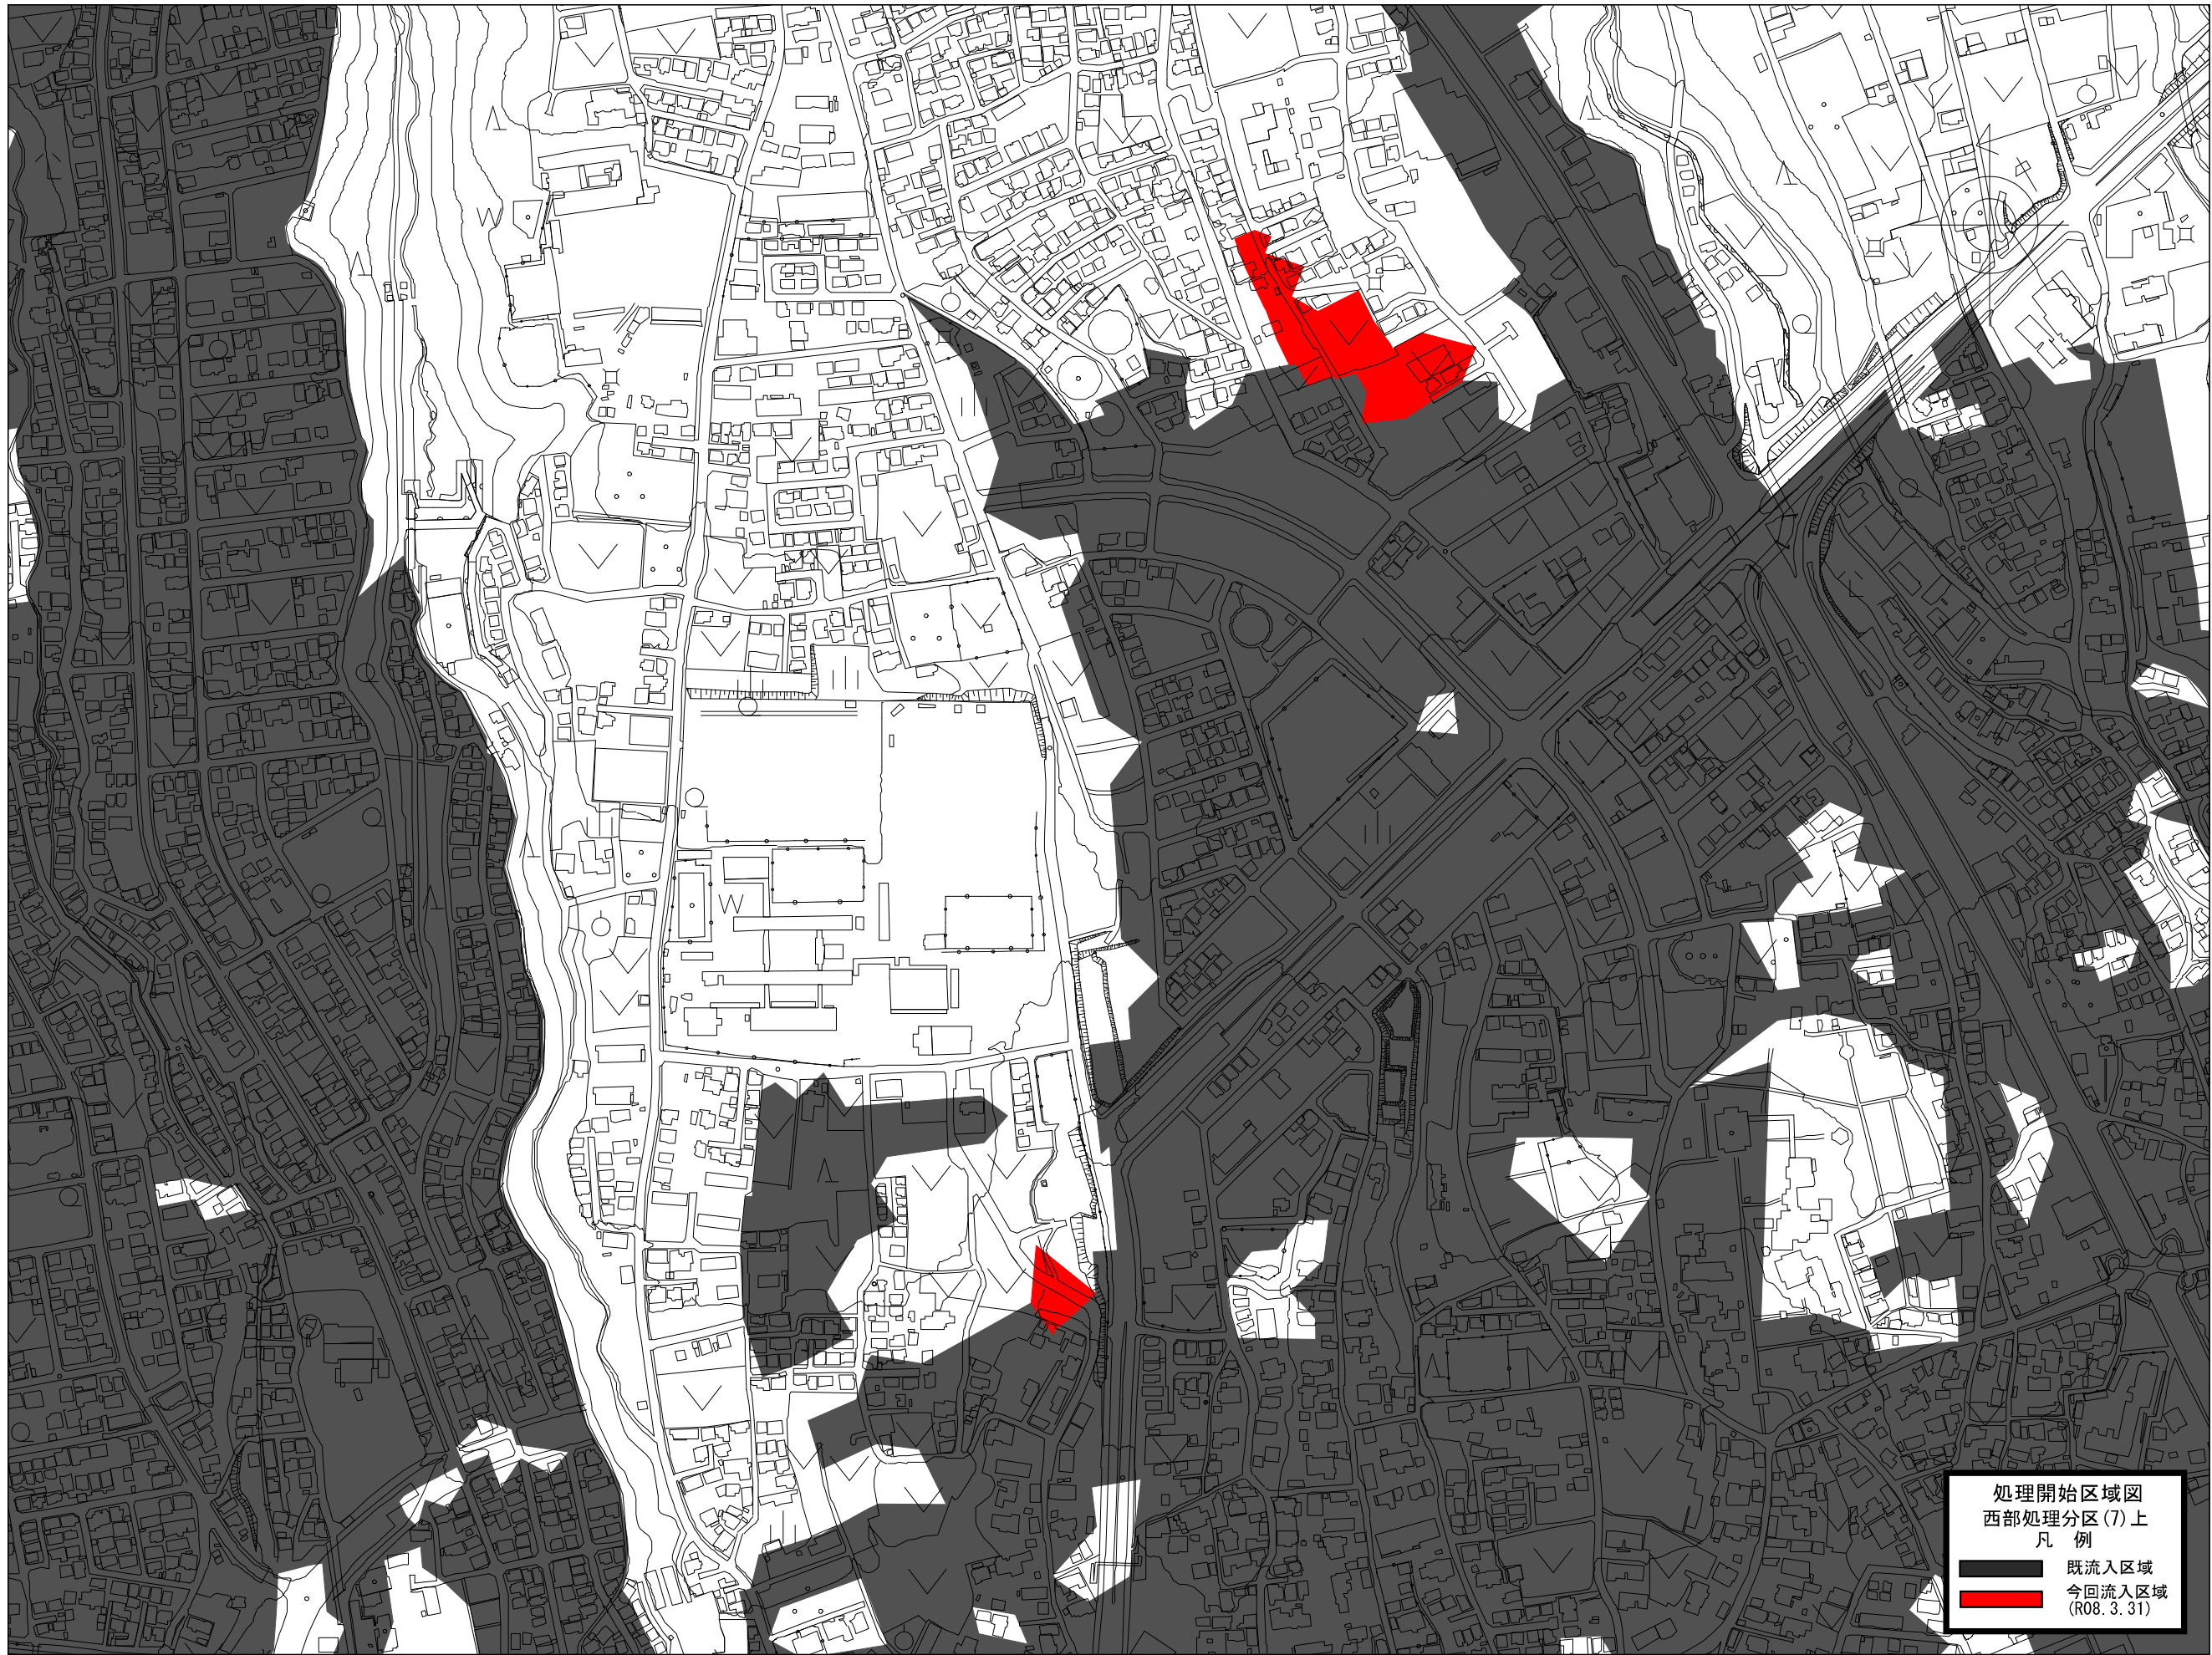 処理開始区域図
西部処理分区(7)上
凡　例
既流入区域
今回流入区域
(R08.3.31)